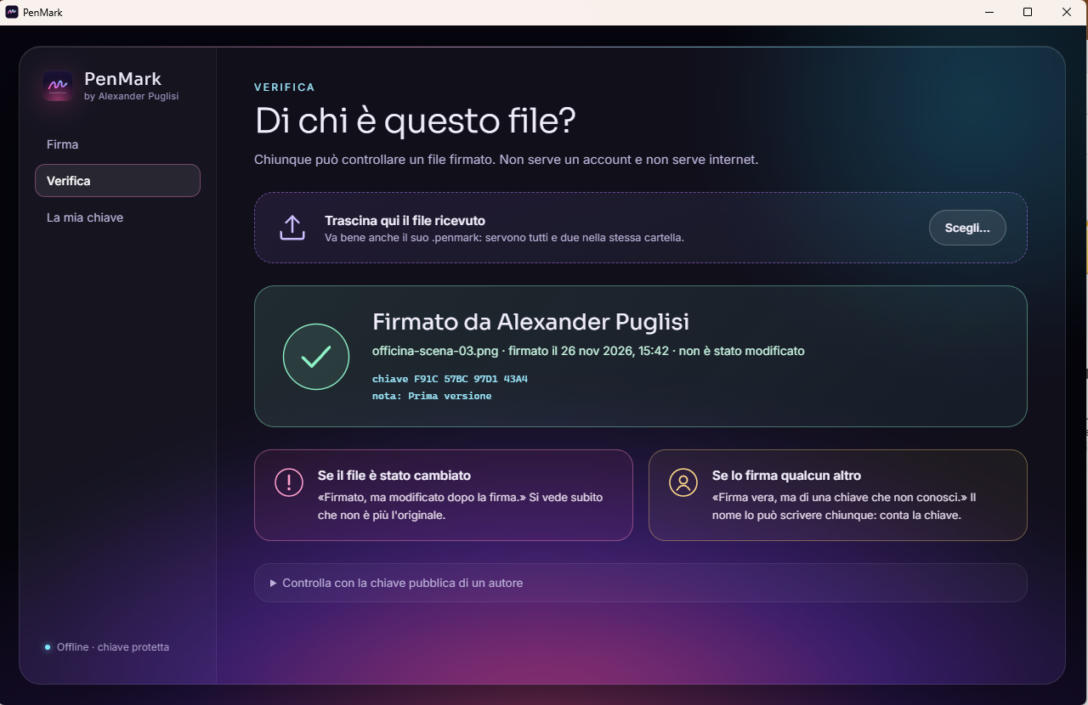 PenMark
PenMark
by Alexander Puglisi
Firma
Verifica
La mia chiave
Offline · chiave protetta
VERIFICA
Di chi è questo file?
Chiunque può controllare un file firmato. Non serve un account e non serve internet.
Trascina qui il file ricevuto
Va bene anche il suo .penmark: servono tutti e due nella stessa cartella.
Scegli...
Firmato da Alexander Puglisi
officina-scena-03.png · firmato il 26 nov 2026, 15:42 · non è stato modificato
chiave F91C 57BC 97D1 43A4
nota: Prima versione
Se il file è stato cambiato
«Firmato, ma modificato dopo la firma.» Si vede subito
che non è più l'originale.
Se lo firma qualcun altro
«Firma vera, ma di una chiave che non conosci.» Il
nome lo può scrivere chiunque: conta la chiave.
Controlla con la chiave pubblica di un autore